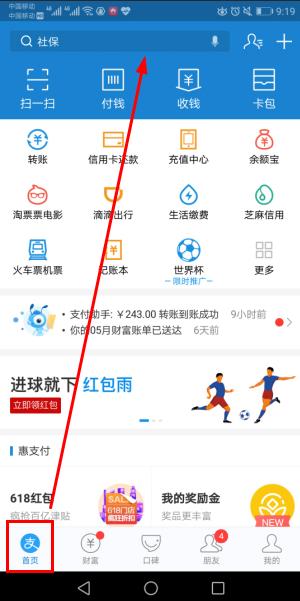 中国移动 4G 4G 9:19
中国移动
HD
社保
扫一扫 付钱 收钱 卡包
转账 信用卡还款 充值中心 余额宝
淘票票电影 滴滴出行 生活缴费 芝麻信用
火车票机票 记账本 世界杯 更多
限时推广
支付助手: ¥243.00 转账到账成功 9小时前
你的05月财富账单已送达 6天前
进球就下 红包雨
立即领红包
惠支付
618红包 我的奖励金
疯抢百亿津贴 奖品更丰富
SALE
618门店
疯狂折扣
NEW
支
4
首页 财富 口碑 朋友 我的